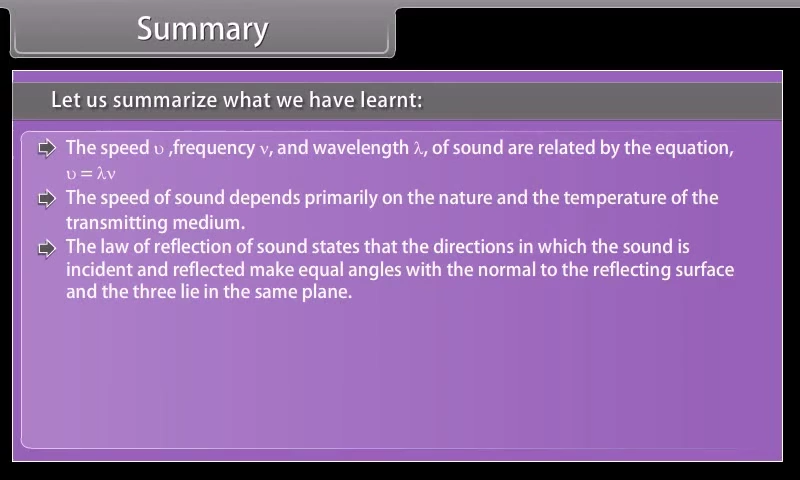 Summary
Let us summarize what we have learnt:
The speed υ ,frequency ν, and wavelength λ, of sound are related by the equation,
υ = λν
The speed of sound depends primarily on the nature and the temperature of the
transmitting medium.
The law of reflection of sound states that the directions in which the sound is
incident and reflected make equal angles with the normal to the reflecting surface
and the three lie in the same plane.